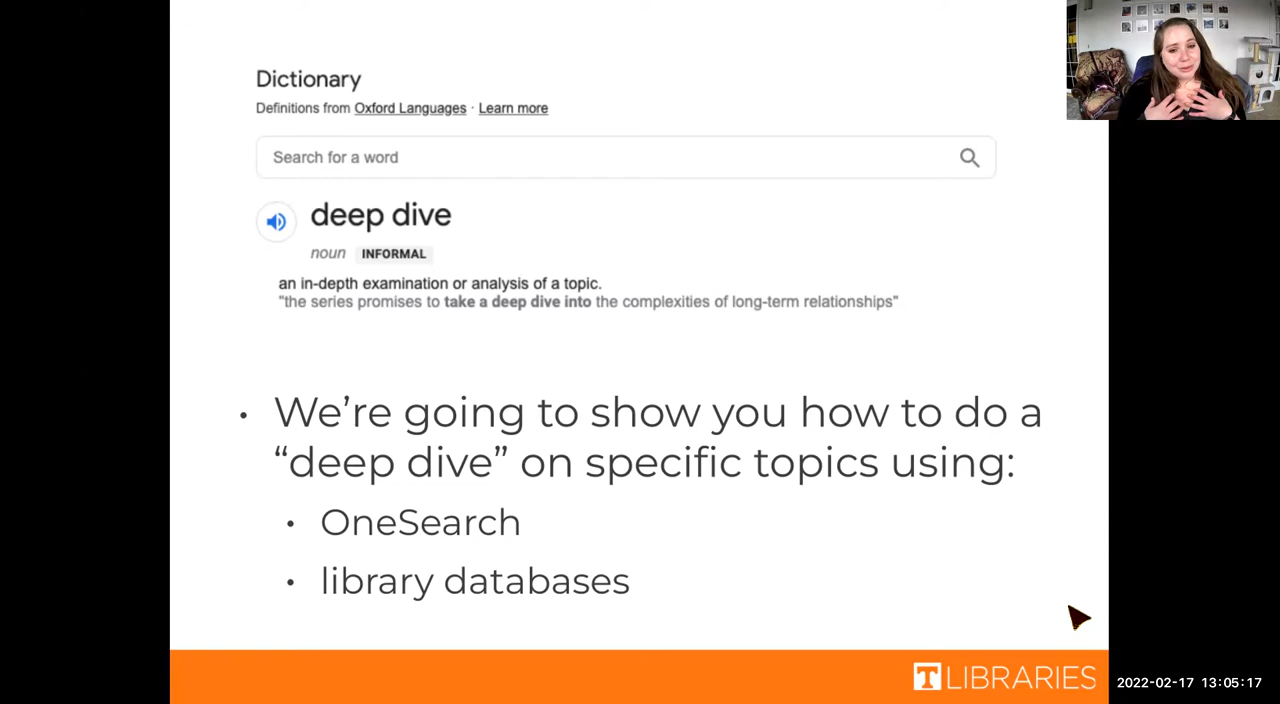 Dictionary
Definitions from Oxford Languages · Learn more
Search for a word
deep dive
noun INFORMAL
an in-depth examination or analysis of a topic.
"the series promises to take a deep dive into the complexities of long-term relationships"
• We’re going to show you how to do a
“deep dive” on specific topics using:
• OneSearch
• library databases
T LIBRARIES
2022-02-17 13:05:17